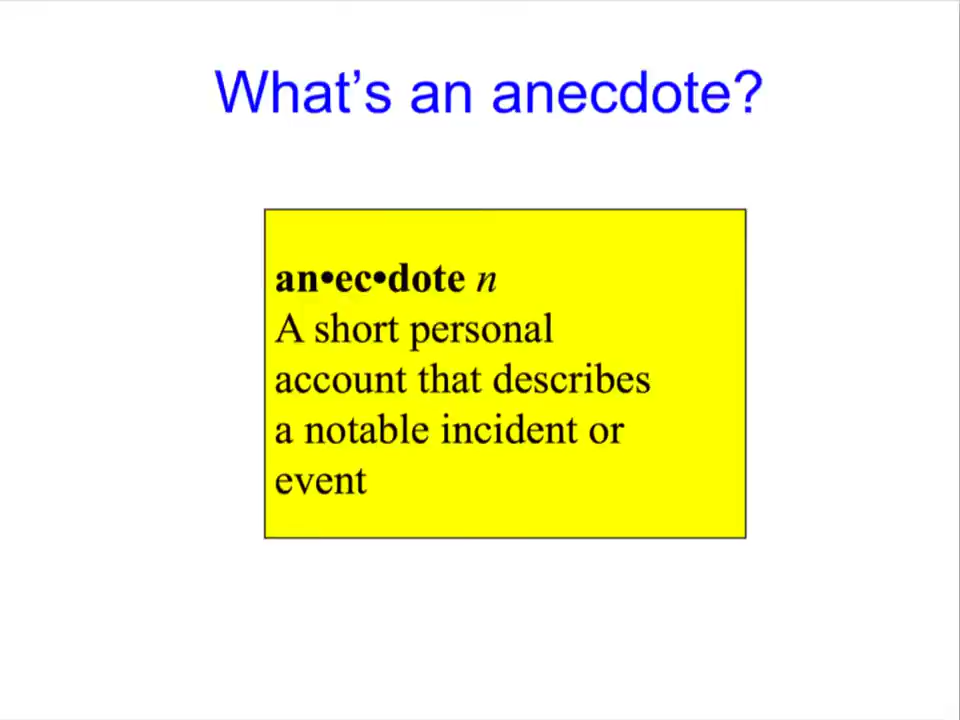 What’s an anecdote?
an•ec•dote n
A short personal
account that describes
a notable incident or
event